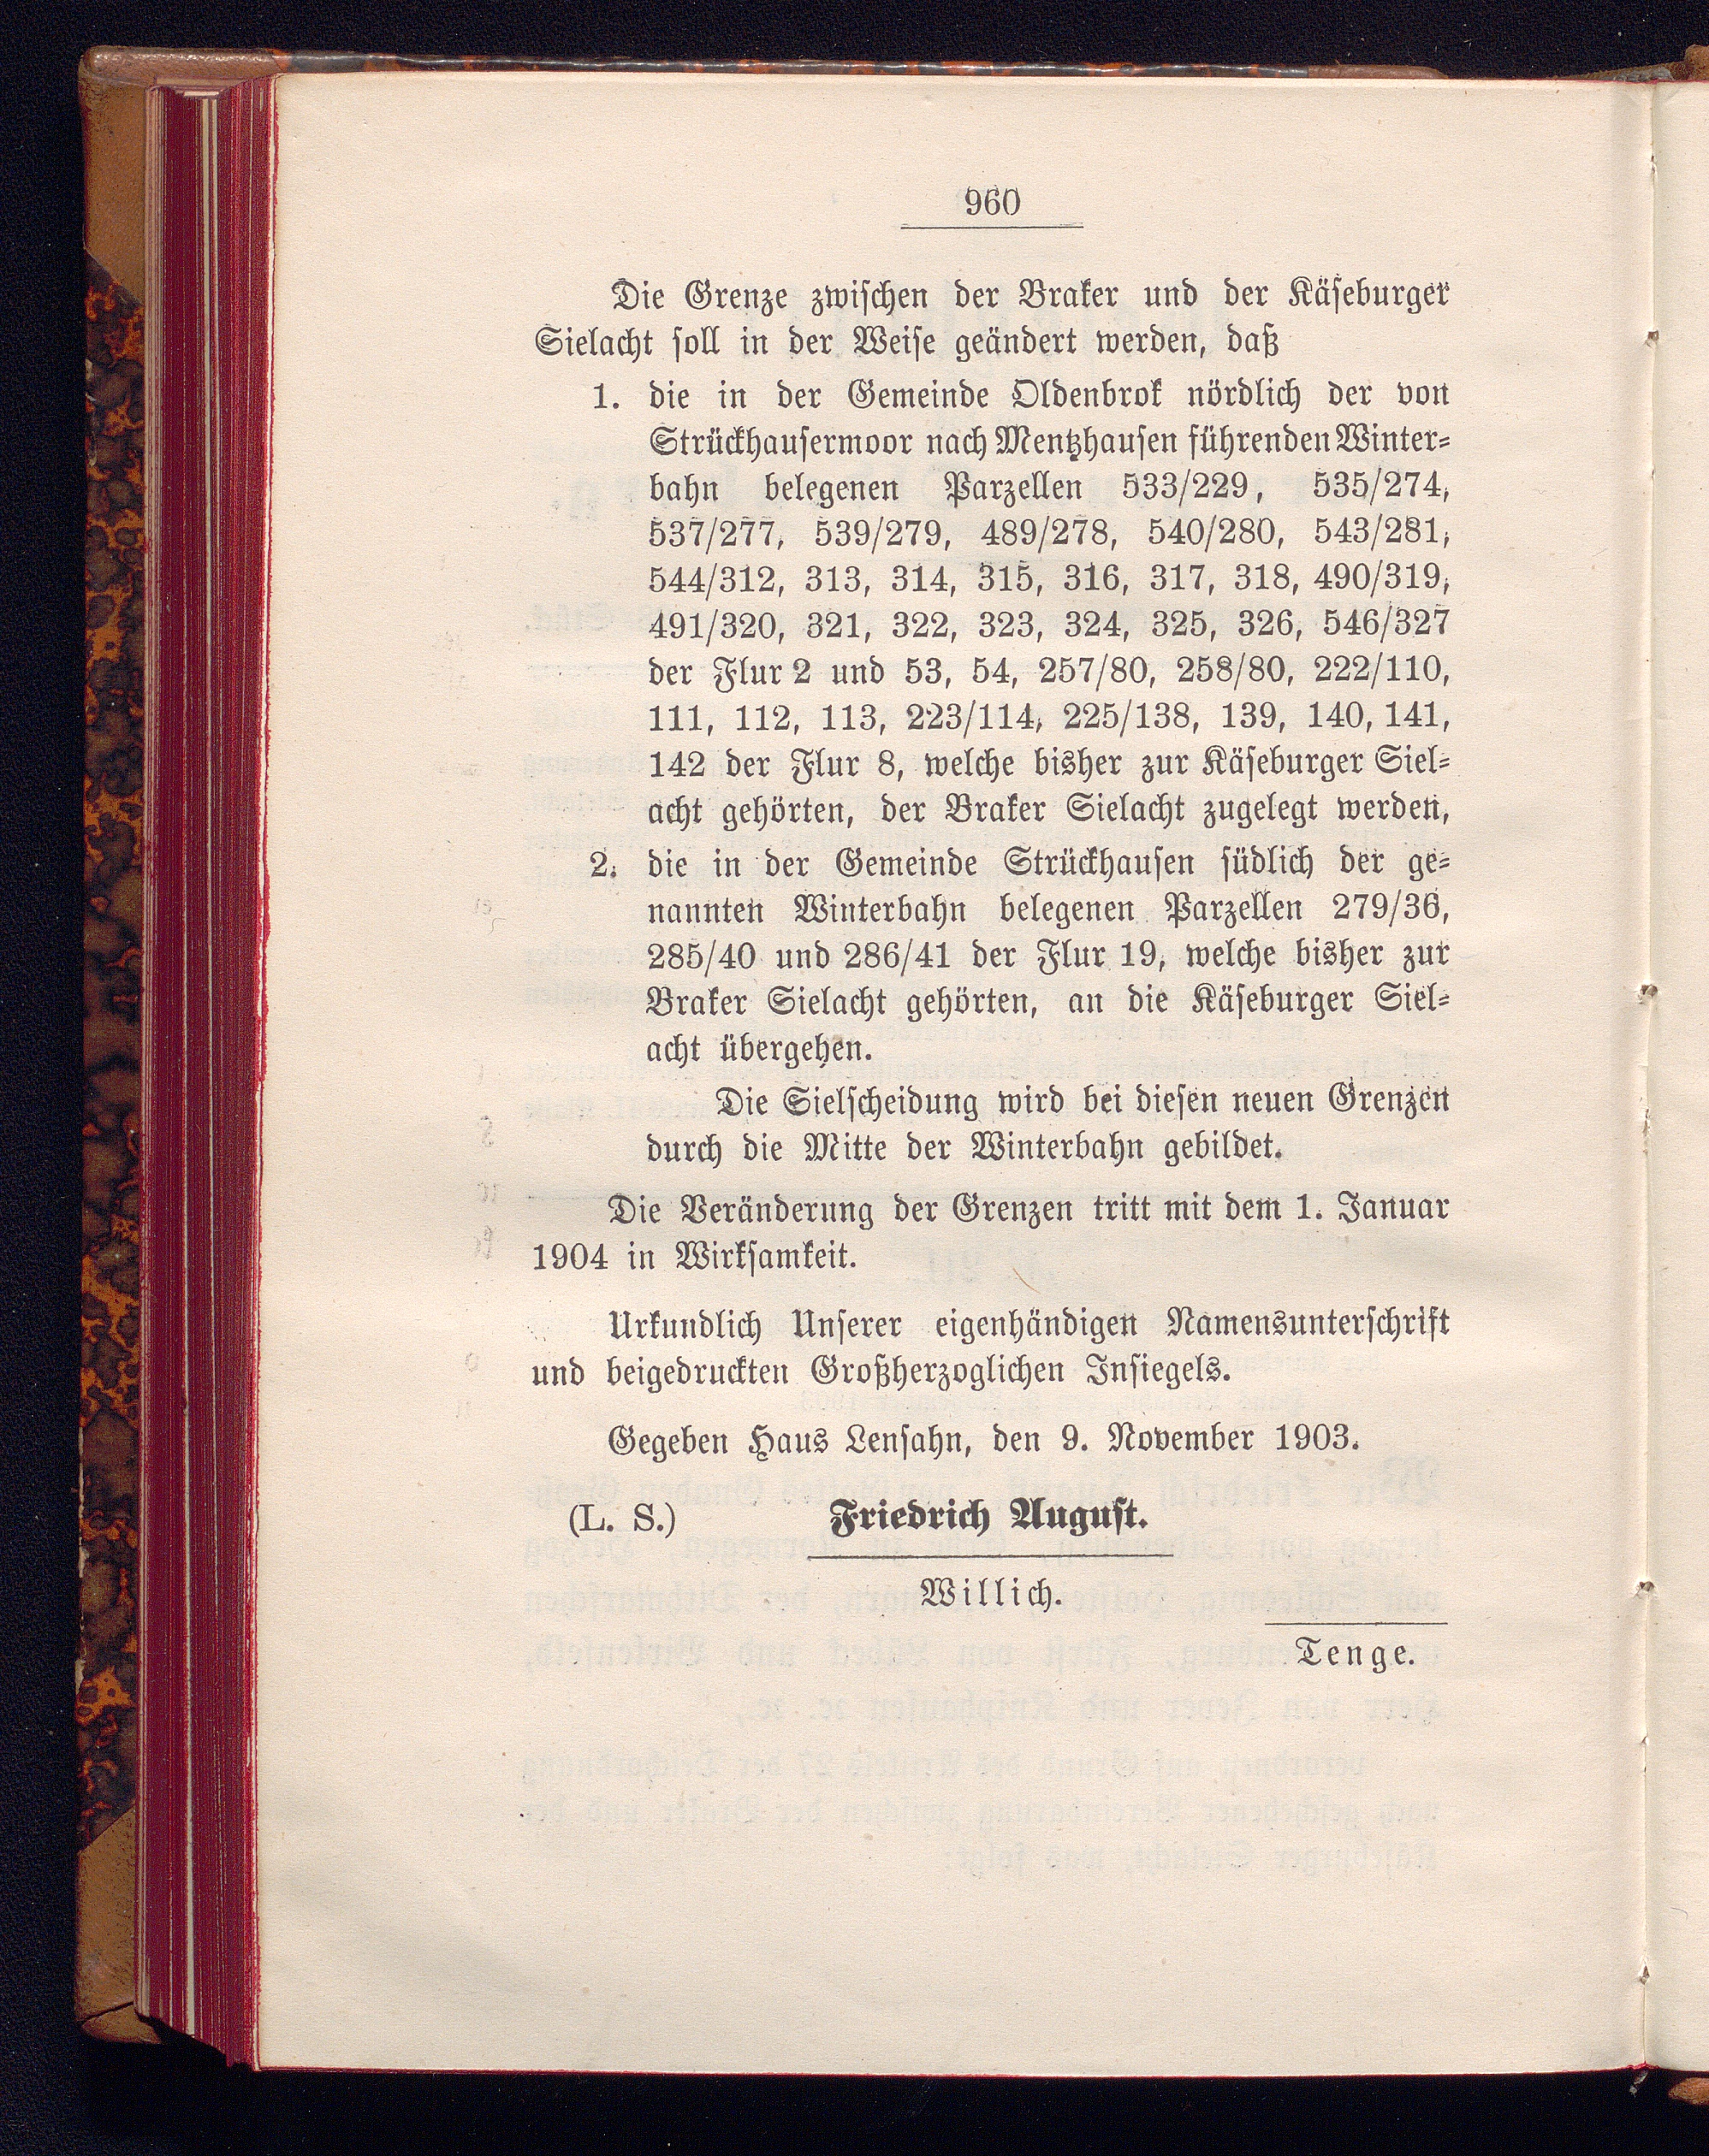 960
Die Grenze zwischen der Braker und der Käseburger
Sielacht soll in der Weise geändert werden, daß
1. die in der Gemeinde Oldenbrok nördlich der von
Strückhausermoor nach Mentzhausen führenden Winter-
bahn belegenen Parzellen 533/229, 535/274,
537/277, 539/279, 489/278, 540/280, 543/281,
544/312, 313, 314, 315, 316, 317, 318, 490/319,
491/320, 321, 322, 323, 324, 325, 326, 546/327
der Flur 2 und 53, 54, 257/80, 258/80, 222/110,
111, 112, 113, 223/114, 225/138, 139, 140, 141,
142 der Flur 8, welche bisher zur Käseburger Siel-
acht gehörten, der Braker Sielacht zugelegt werden,
2. die in der Gemeinde Strückhausen südlich der ge-
nannten Winterbahn belegenen Parzellen 279/36,
285/40 und 286/41 der Flur 19, welche bisher zur
Braker Sielacht gehörten, an die Käseburger Siel-
acht übergehen.
Die Sielscheidung wird bei diesen neuen Grenzen
durch die Mitte der Winterbahn gebildet.
Die Veränderung der Grenzen tritt mit dem 1. Januar
1904 in Wirksamkeit.
Urkundlich Unserer eigenhändigen Namensunterschrift
und beigedruckten Großherzoglichen Insiegels.
Gegeben Haus Lensahn, den 9. November 1903.
(L. S.) Friedrich August.
Willich.
Tenge.